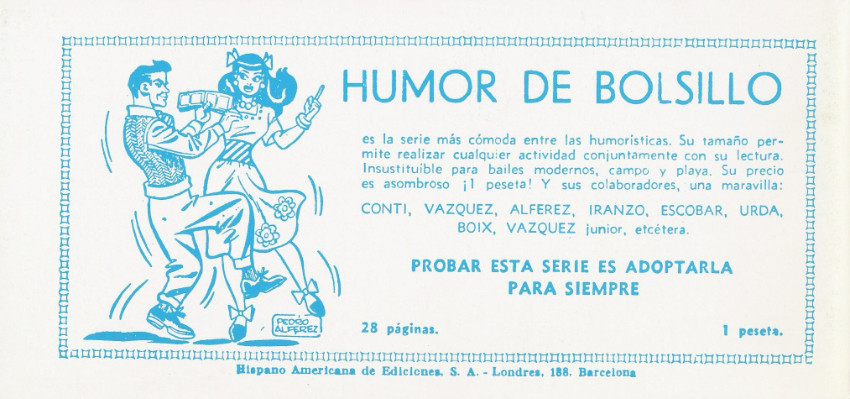 HUMOR DE BOLSILLO
es la serie más cómoda entre las humorísticas. Su tamaño per-
mite realizar cualquier actividad conjuntamente con su lectura.
Insustituible para bailes modernos, campo y playa. Su precio
es asombroso ¡1 peseta! Y sus colaboradores, una maravilla:
CONTI, VAZQUEZ, ALFEREZ, IRANZO, ESCOBAR, URDA,
BOIX, VAZQUEZ junior, etcétera.
PROBAR ESTA SERIE ES ADOPTARLA
PARA SIEMPRE
PEDRO
ALFEREZ
28 páginas.
1 peseta.
Hispano Americana de Ediciones, S. A. - Londres, 188. Barcelona